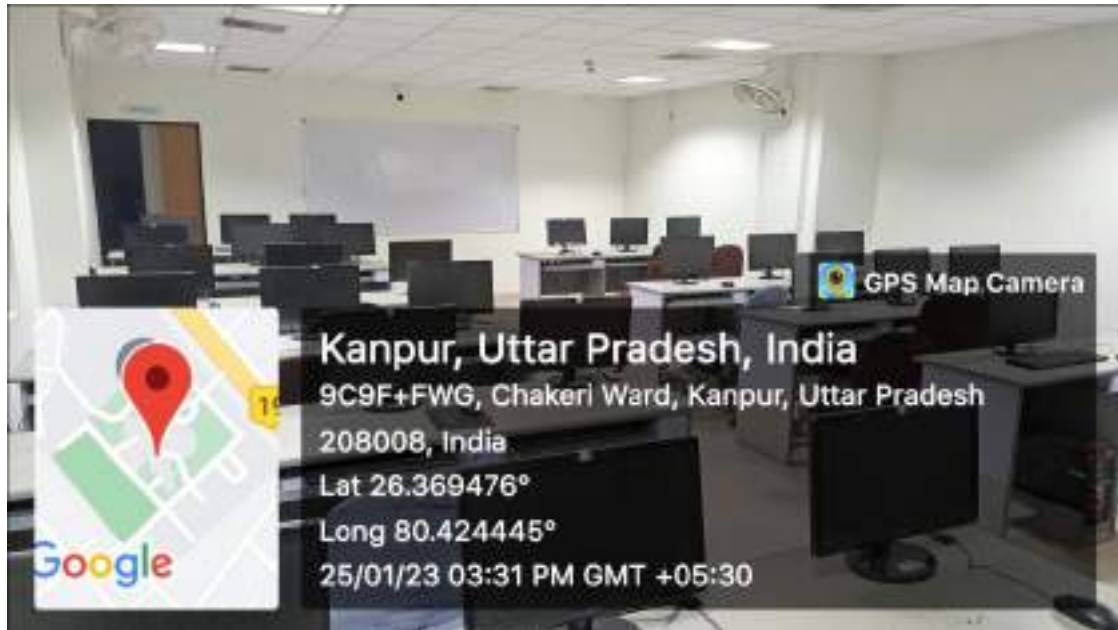 GPS Map Camera
Kanpur, Uttar Pradesh, India
9C9F+FWG, Chakeri Ward, Kanpur, Uttar Pradesh
208008, India
Lat 26.369476°
Long 80.424445°
25/01/23 03:31 PM GMT +05:30
Google